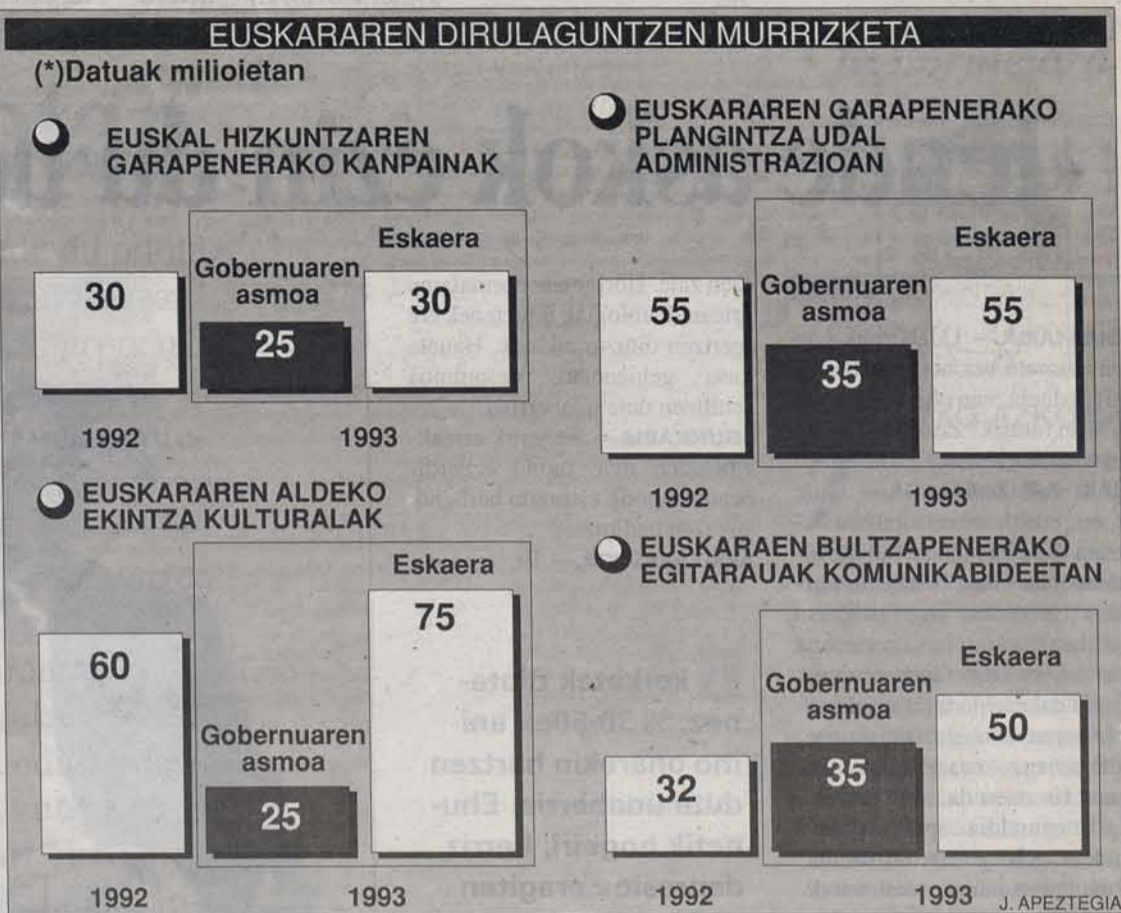 EUSKARAREN DIRULAGUNTZEN MURRIZKETA
(*)Datuak milioietan
EUSKAL HIZKUNTZAREN
GARAPENERAKO KANPAINAK
Eskaera
Gobernuaren
asmoa
30
25
30
1992
1993
EUSKARAREN GARAPENERAKO
PLANGINTZA UDAL
ADMINISTRAZIOAN
Eskaera
Gobernuaren
asmoa
55
35
55
1992
1993
EUSKARAREN ALDEKO
EKINTZA KULTURALAK
Eskaera
75
60
Gobernuaren
asmoa
25
1992
1993
EUSKARAEN BULTZAPENERAKO
EGITARAUAK KOMUNIKABIDEETAN
Eskaera
Gobernuaren
asmoa
50
32
35
1992
1993
J. APEZTEGIA